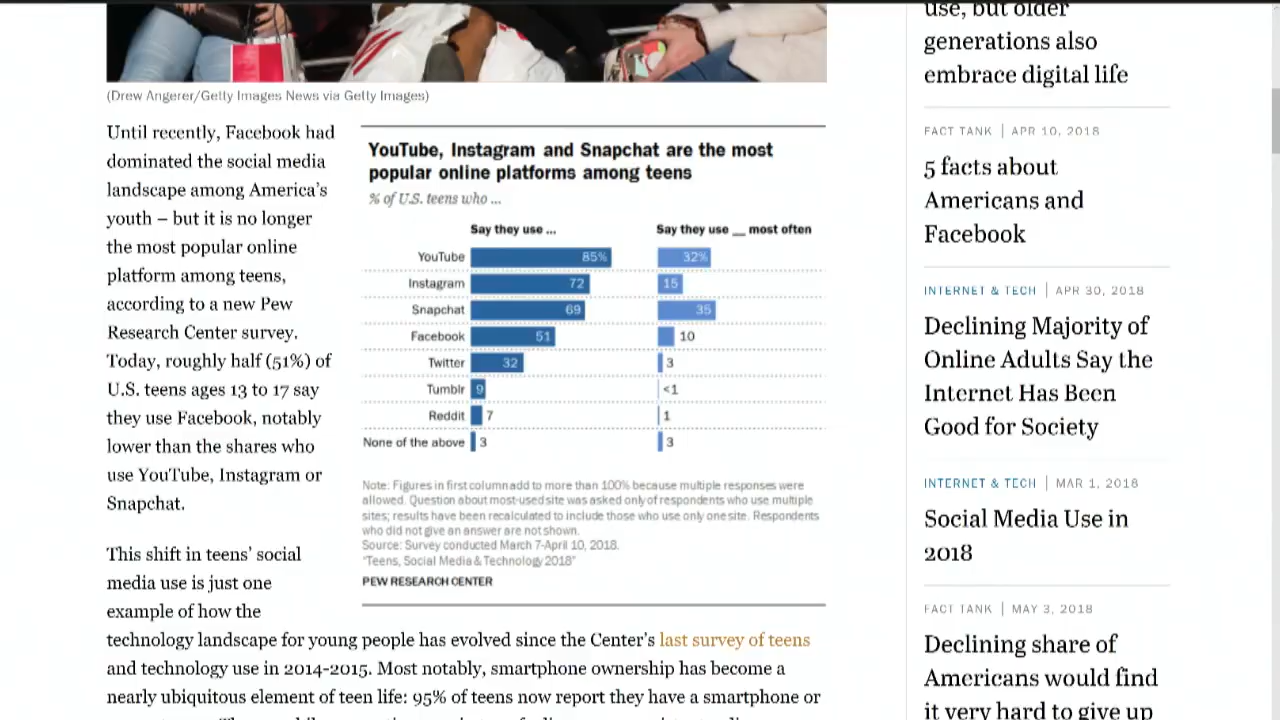 (Drew Angerer/Getty Images News via Getty Images)
Until recently, Facebook had
dominated the social media
landscape among America's
youth – but it is no longer
the most popular online
platform among teens,
according to a new Pew
Research Center survey.
Today, roughly half (51%) of
U.S. teens ages 13 to 17 say
they use Facebook, notably
lower than the shares who
use YouTube, Instagram or
Snapchat.
This shift in teens' social
media use is just one
example of how the
technology landscape for young people has evolved since the Center's last survey of teens
and technology use in 2014-2015. Most notably, smartphone ownership has become a
nearly ubiquitous element of teen life: 95% of teens now report they have a smartphone or
YouTube, Instagram and Snapchat are the most
popular online platforms among teens
% of U.S. teens who ...
Say they use ... Say they use __ most often
YouTube 85% 32%
Instagram 72 15
Snapchat 69 35
Facebook 51 10
Twitter 32 3
Tumblr 9 <1
Reddit 7 1
None of the above 3 3
Note: Figures in first column add to more than 100% because multiple responses were
allowed. Question about most-used site was asked only of respondents who use multiple
sites; results have been recalculated to include those who use only one site. Respondents
who did not give an answer are not shown.
Source: Survey conducted March 7-April 10, 2018.
"Teens, Social Media & Technology 2018"
PEW RESEARCH CENTER
use, but older
generations also
embrace digital life
FACT TANK | APR 10, 2018
5 facts about
Americans and
Facebook
INTERNET & TECH | APR 30, 2018
Declining Majority of
Online Adults Say the
Internet Has Been
Good for Society
INTERNET & TECH | MAR 1, 2018
Social Media Use in
2018
FACT TANK | MAY 3, 2018
Declining share of
Americans would find
it very hard to give up